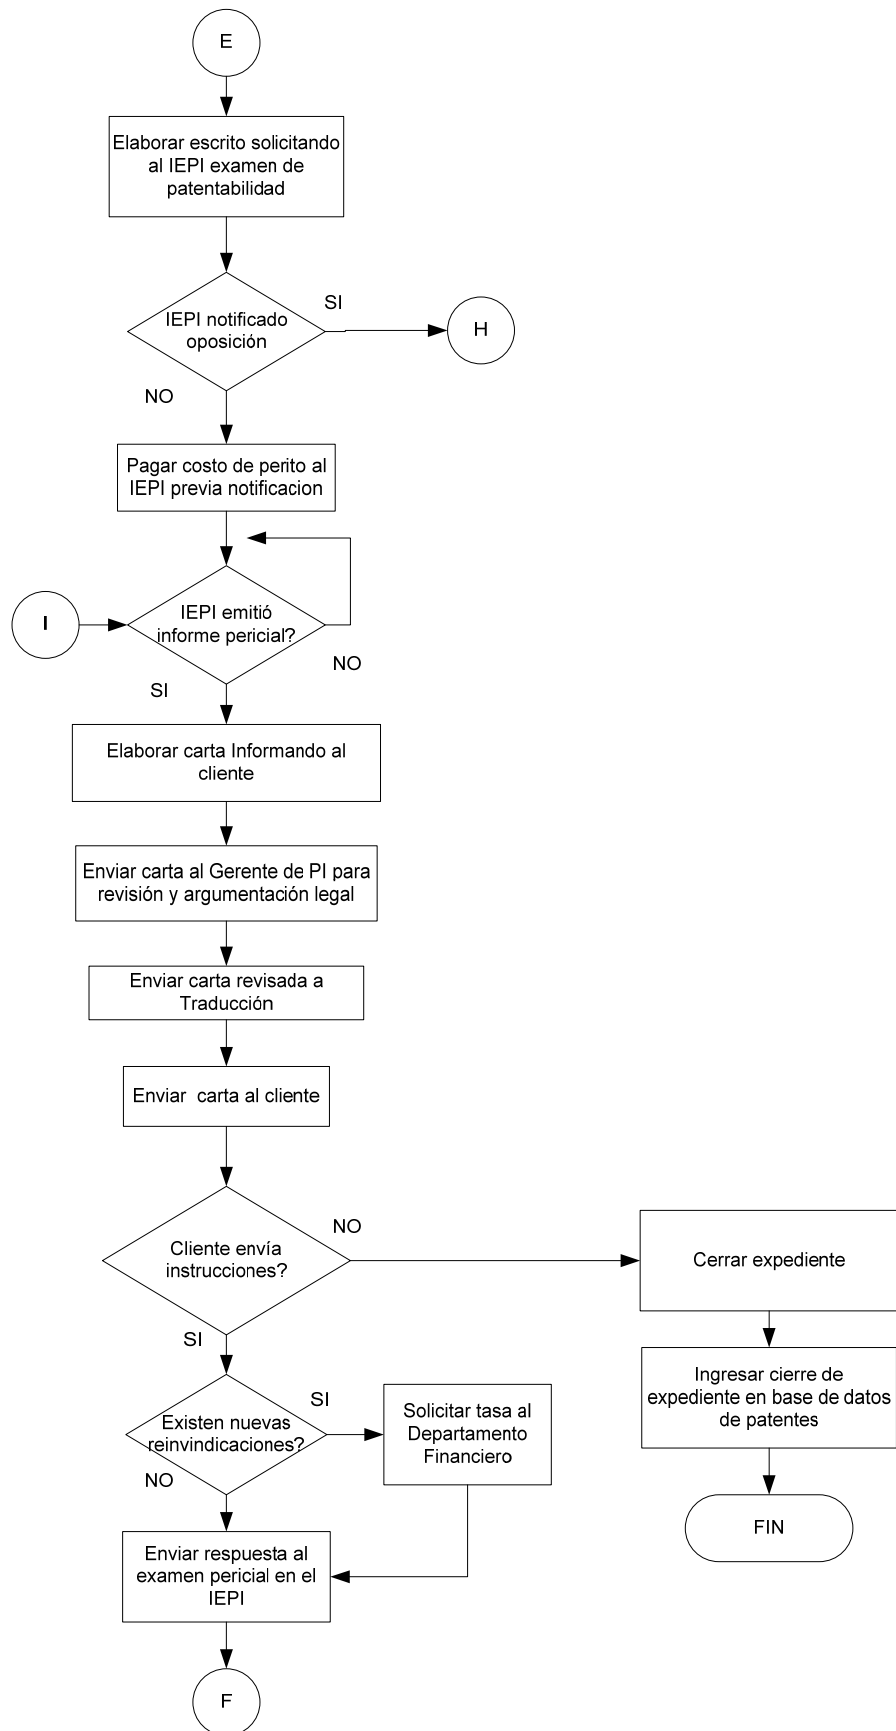 E
Elaborar escrito solicitando
al IEPI examen de
patentabilidad
SI
IEPI notificado
oposición
H
NO
Pagar costo de perito al
IEPI previa notificacion
I
IEPI emitió
informe pericial?
NO
SI
Elaborar carta Informando al
cliente
Enviar carta al Gerente de PI para
revisión y argumentación legal
Enviar carta revisada a
Traducción
Enviar carta al cliente
NO
Cliente envía
instrucciones?
Cerrar expediente
SI
Ingresar cierre de
expediente en base de datos
de patentes
SI
Existen nuevas
reinvindicaciones?
Solicitar tasa al
Departamento
Financiero
NO
FIN
Enviar respuesta al
examen pericial en el
IEPI
F